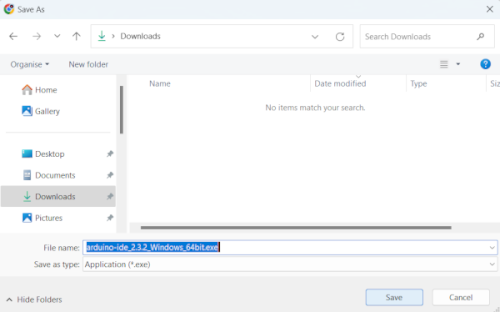 Save As
Downloads
Search Downloads
Organise
New folder
Home
Gallery
Desktop
Documents
Downloads
Pictures
Name
Date modified
Type
Siz
No items match your search.
File name:
arduino-ide_2.3.2_Windows_64bit.exe
Save as type:
Application (*.exe)
Hide Folders
Save
Cancel